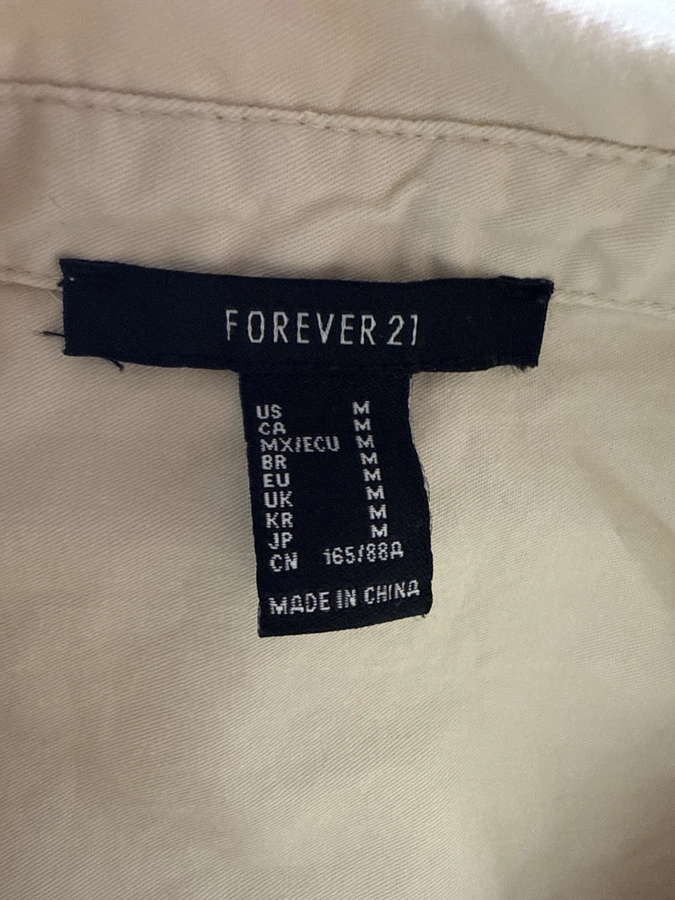 FOREVER 21
US M
CA M
MX/ECU M
BR M
EU M
UK M
KR M
JP M
CN 165/88A
MADE IN CHINA